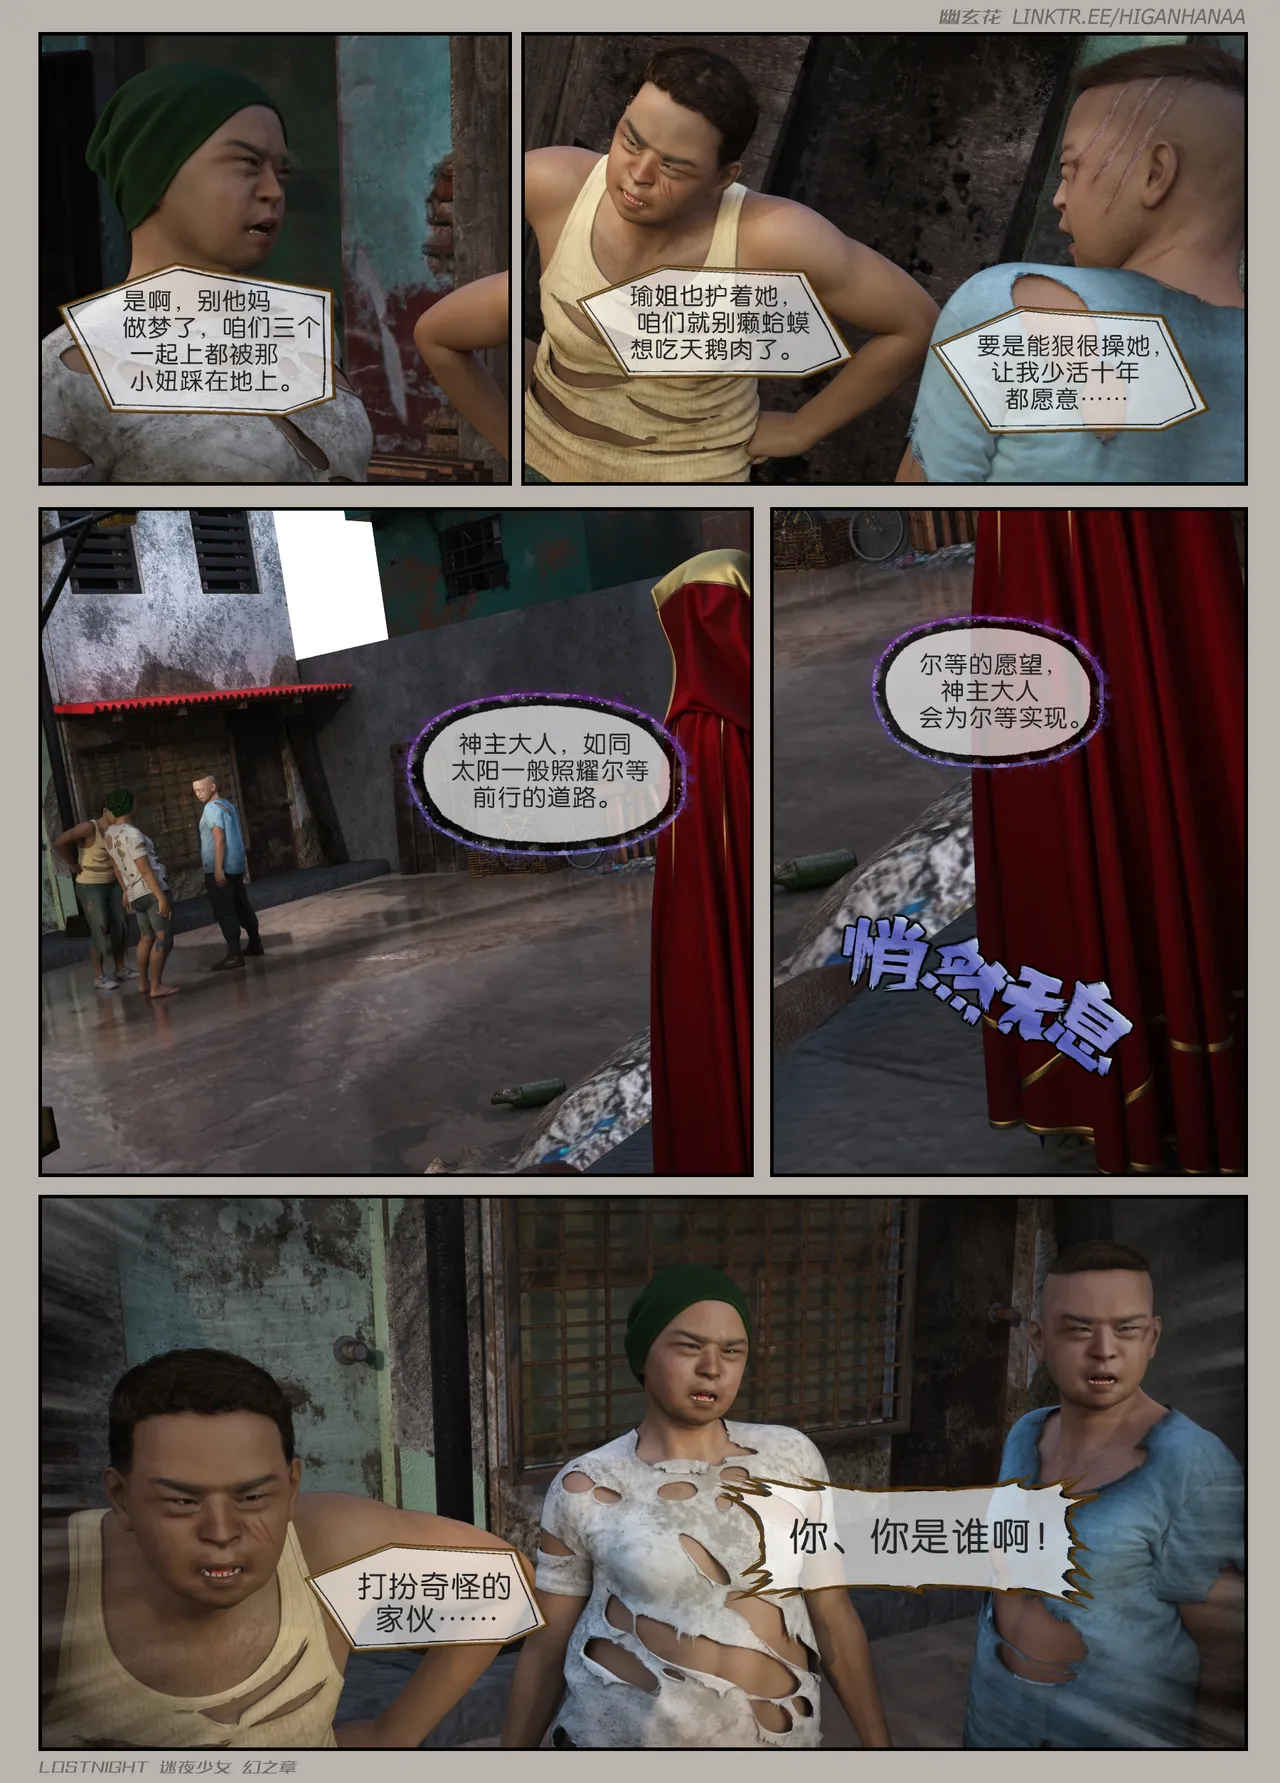 幽玄花 LINKTR.EE/HIGANHANAA
是啊，别他妈
做梦了，咱们三个
一起上都被那
小妞踩在地上。
瑜姐也护着她，
咱们就别癞蛤蟆
想吃天鹅肉了。
要是能狠很操她，
让我少活十年
都愿意……
神主大人，如同
太阳一般照耀尔等
前行的道路。
尔等的愿望，
神主大人
会为尔等实现。
悄然无息
打扮奇怪的
家伙……
你、你是谁啊！
LOSTNIGHT 迷夜少女 幻之章